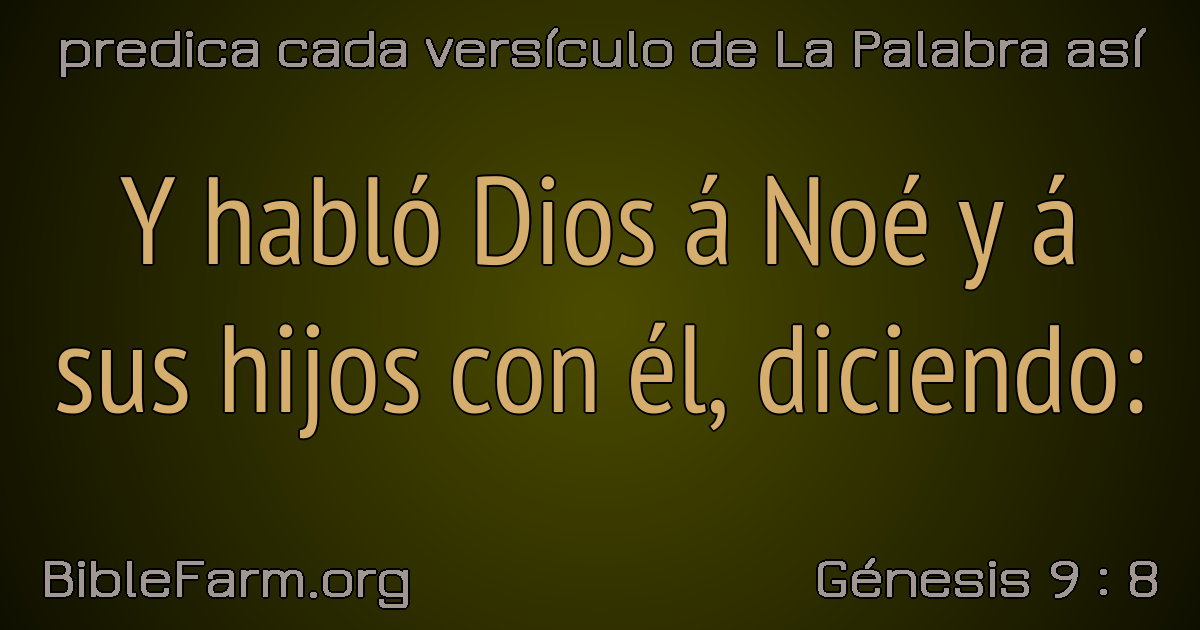 predica cada versículo de La Palabra así
Y habló Dios á Noé y á
sus hijos con él, diciendo:
BibleFarm.org
Génesis 9 : 8